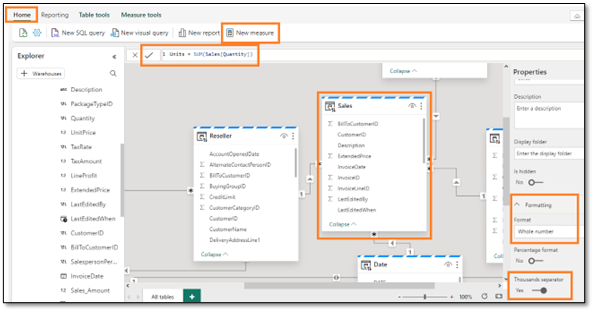 Home Reporting Table tools Measure tools
New SQL query New visual query New report New measure
1 Units = SUM(Sales[Quantity])
Explorer
+ Warehouses
Description
PackageTypeID
Quantity
UnitPrice
TaxRate
TaxAmount
LineProfit
ExtendedPrice
LastEditedBy
LastEditedWhen
CustomerID
BillToCustomerID
SalespersonPer...
InvoiceDate
Sales_Amount
Collapse
Reseller
AccountOpenedDate
AlternateContactPersonID
BillToCustomerID
BuyingGroupID
CreditLimit
CustomerCategoryID
CustomerID
CustomerName
DeliveryAddressLine1
Collapse
Sales
BillToCustomerID
CustomerID
Description
ExtendedPrice
InvoiceDate
InvoiceID
InvoiceLineID
LastEditedBy
LastEditedWhen
Collapse
Date
All tables
100%
Properties
Description
Enter a description
Display folder
Enter the display folder
Is hidden
No
Formatting
Format
Whole number
Percentage format
No
Thousands separator
Yes